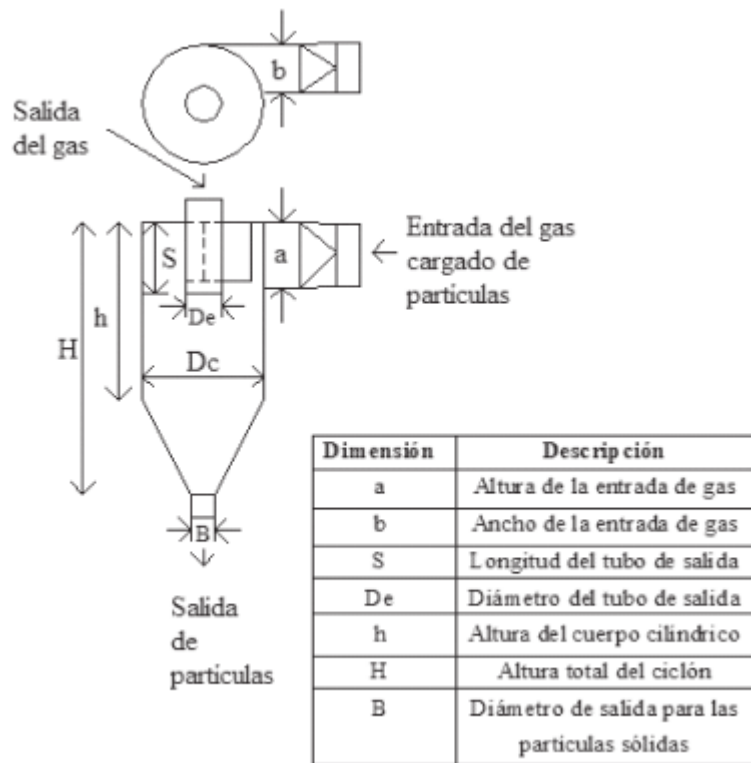 b
Salida
del gas
S
a
Entrada del gas
cargado de
partículas
De
h
H
Dc
B
Salida
de
partículas
Dimensión Descripción
a Altura de la entrada de gas
b Ancho de la entrada de gas
S Longitud del tubo de salida
De Diámetro del tubo de salida
h Altura del cuerpo cilíndrico
H Altura total del ciclón
B Diámetro de salida para las
partículas sólidas